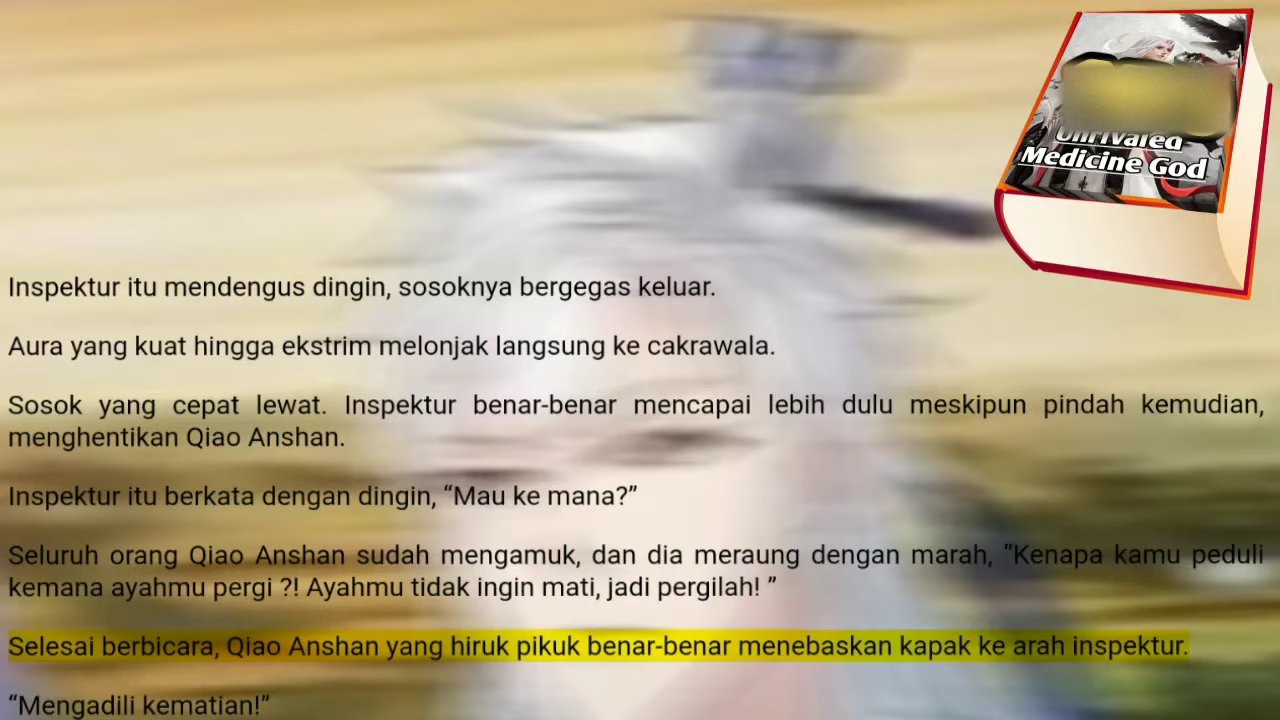 Unrivaled
Medicine God
Inspektur itu mendengus dingin, sosoknya bergegas keluar.
Aura yang kuat hingga ekstrim melonjak langsung ke cakrawala.
Sosok yang cepat lewat. Inspektur benar-benar mencapai lebih dulu meskipun pindah kemudian,
menghentikan Qiao Anshan.
Inspektur itu berkata dengan dingin, “Mau ke mana?”
Seluruh orang Qiao Anshan sudah mengamuk, dan dia meraung dengan marah, “Kenapa kamu peduli
kemana ayahmu pergi ?! Ayahmu tidak ingin mati, jadi pergilah! ”
Selesai berbicara, Qiao Anshan yang hiruk pikuk benar-benar menebaskan kapak ke arah inspektur.
“Mengadili kematian!”